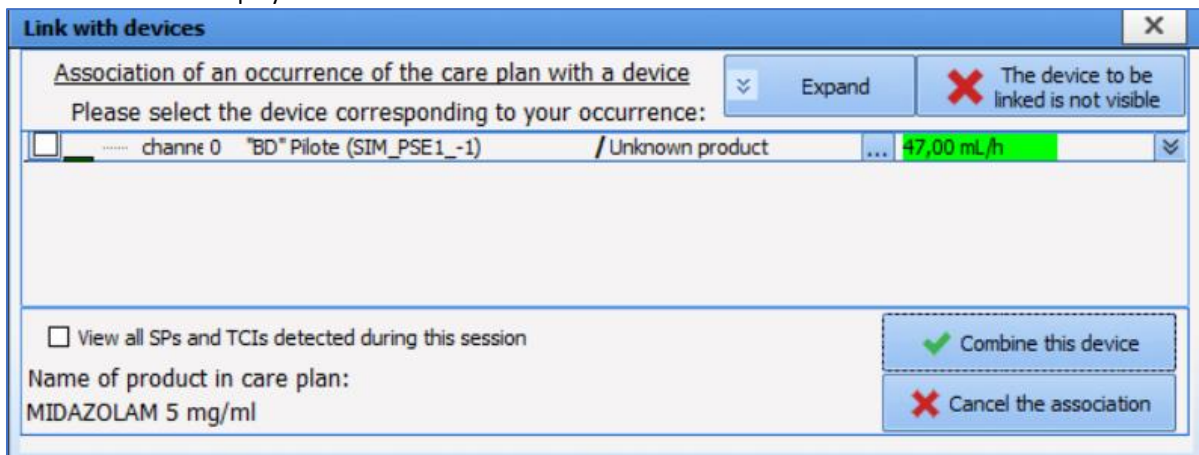 Link with devices
Association of an occurrence of the care plan with a device
Please select the device corresponding to your occurrence:
Expand
The device to be
linked is not visible
channe 0 "BD" Pilote (SIM_PSE1_-1) / Unknown product ... 47,00 mL/h
View all SPs and TCIs detected during this session
Combine this device
Name of product in care plan:
MIDAZOLAM 5 mg/ml
Cancel the association